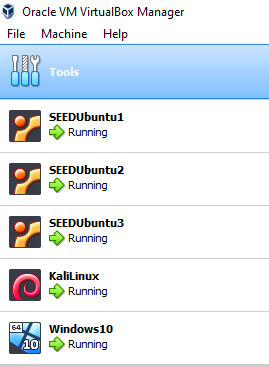 Oracle VM VirtualBox Manager
File Machine Help
Tools
SEEDUbuntu1
Running
SEEDUbuntu2
Running
SEEDUbuntu3
Running
KaliLinux
Running
64
10
Windows10
Running